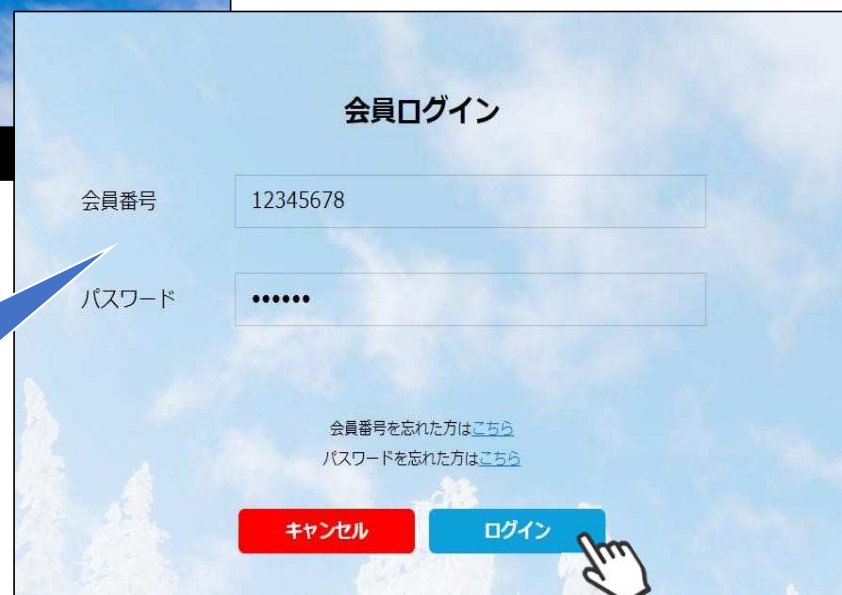 会員ログイン
会員番号
12345678
パスワード
••••••
会員番号を忘れた方はこちら
パスワードを忘れた方はこちら
キャンセル
ログイン